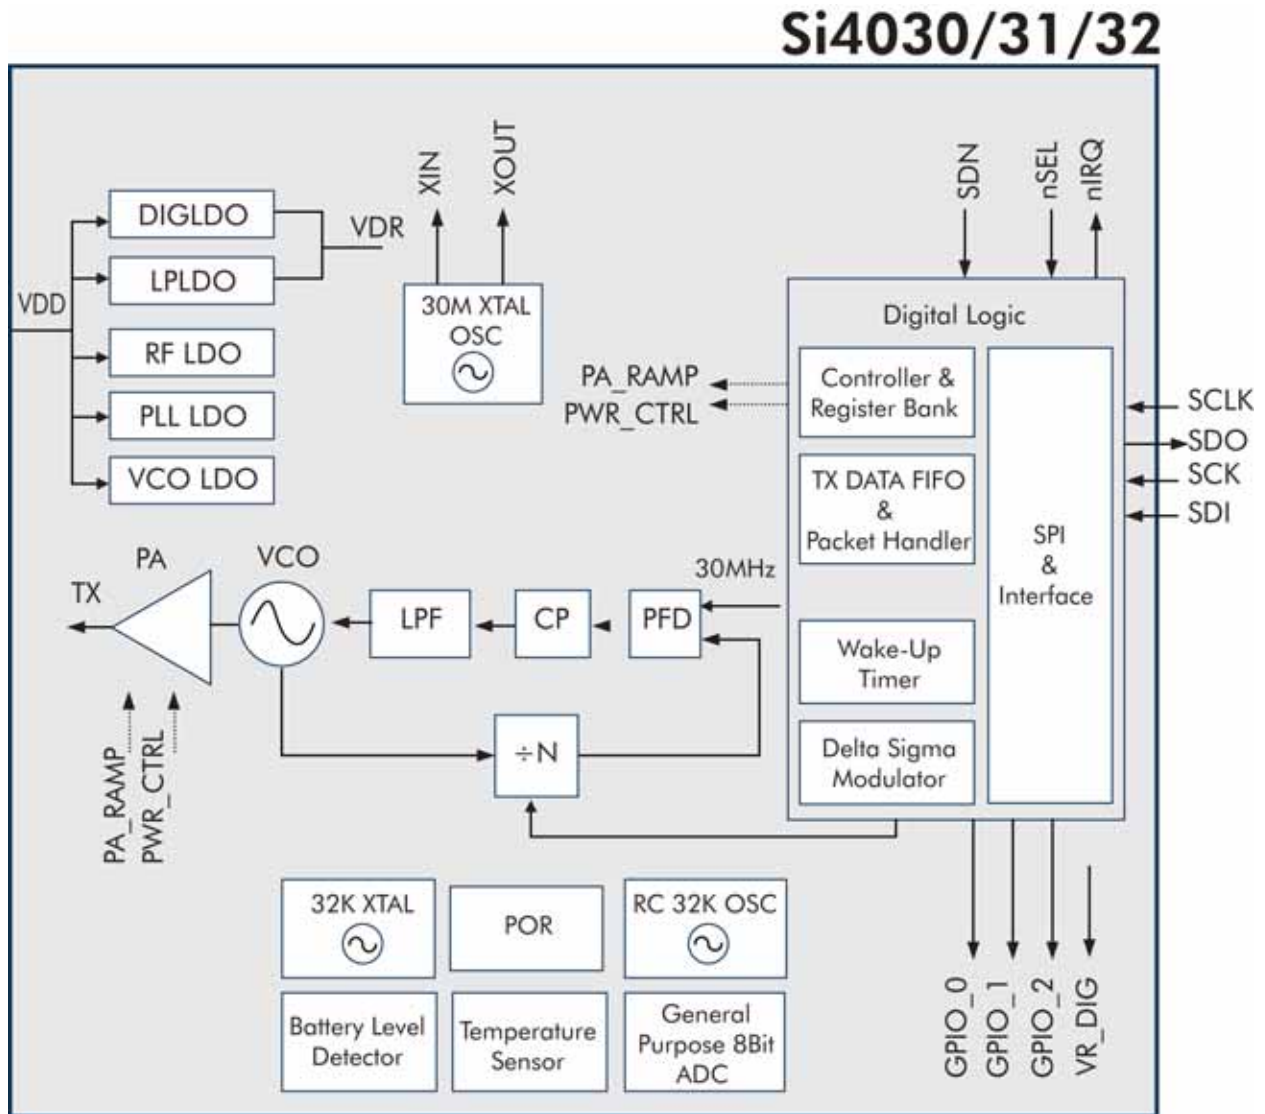 Si4030/31/32
XIN
XOUT
SDN
nSEL
nIRQ
DIGLDO
VDR
LPLDO
VDD
RF LDO
PLL LDO
VCO LDO
30M XTAL
OSC
Digital Logic
PA_RAMP
PWR_CTRL
Controller &
Register Bank
TX DATA FIFO
&
Packet Handler
SPI
&
Interface
SCLK
SDO
SCK
SDI
PA
VCO
TX
LPF
CP
PFD
30MHz
Wake-Up
Timer
÷N
Delta Sigma
Modulator
PA_RAMP
PWR_CTRL
32K XTAL
POR
RC 32K OSC
Battery Level
Detector
Temperature
Sensor
General
Purpose 8Bit
ADC
GPIO_0
GPIO_1
GPIO_2
VR_DIG